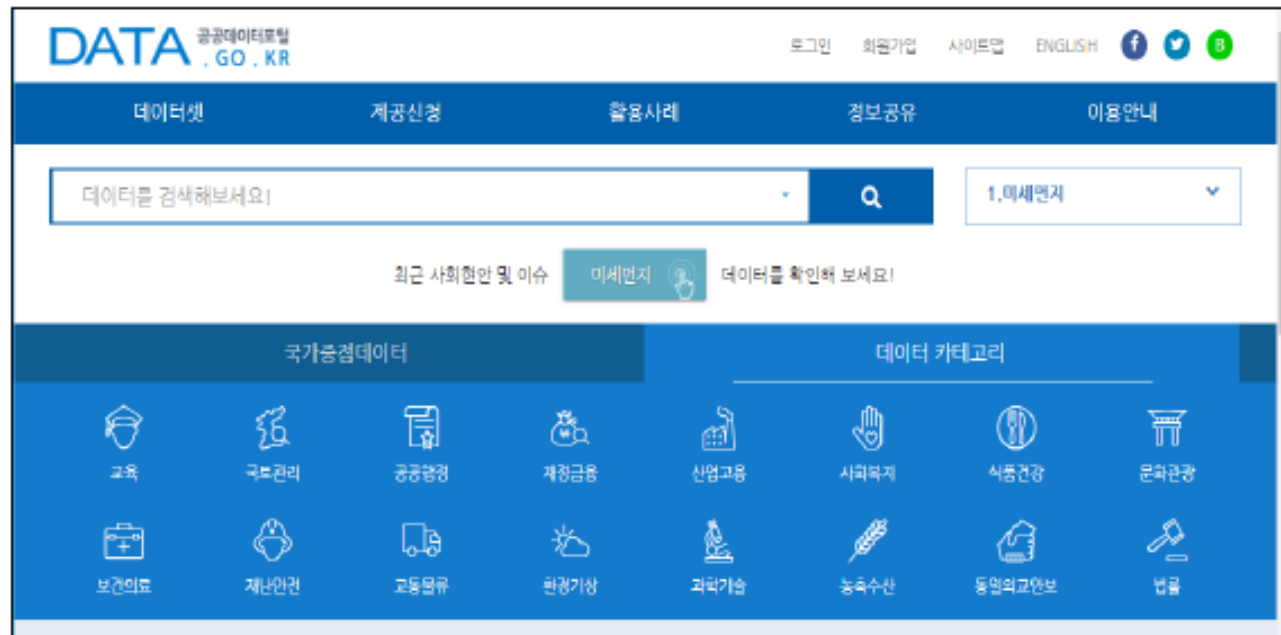 DATA 공공데이터포털
.GO.KR
로그인 회원가입 사이트맵 ENGLISH
데이터셋 제공신청 활용사례 정보공유 이용안내
데이터를 검색해보세요!
1.미세먼지
최근 사회현안 및 이슈 미세먼지 데이터를 확인해 보세요!
국가중점데이터 데이터 카테고리
교육 국토관리 공공행정 재정금융 산업고용 사회복지 식품건강 문화관광
보건의료 재난안전 교통물류 환경기상 과학기술 농축수산 통일외교안보 법률